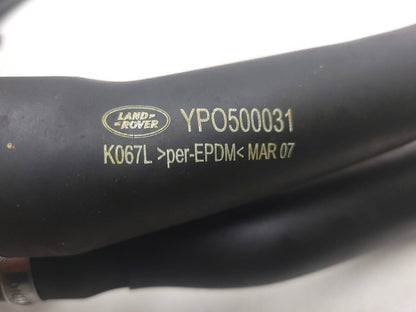 LAND
ROVER
YPO500031
K067L >per-EPDM< MAR 07